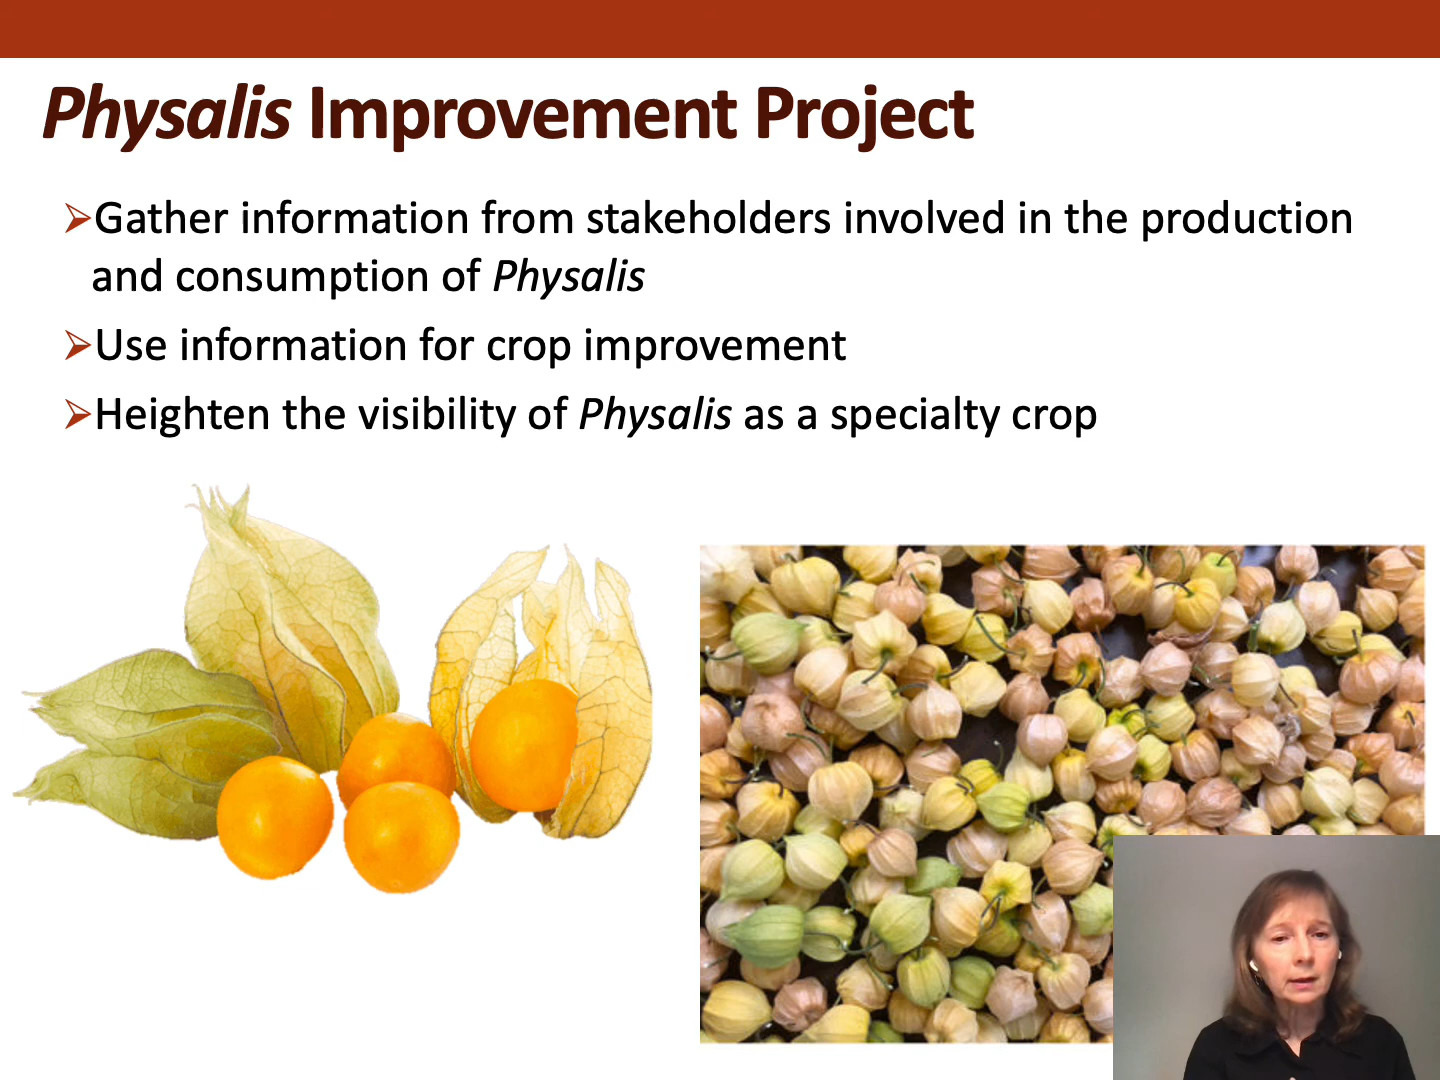 Physalis Improvement Project
➢Gather information from stakeholders involved in the production
and consumption of Physalis
➢Use information for crop improvement
➢Heighten the visibility of Physalis as a specialty crop